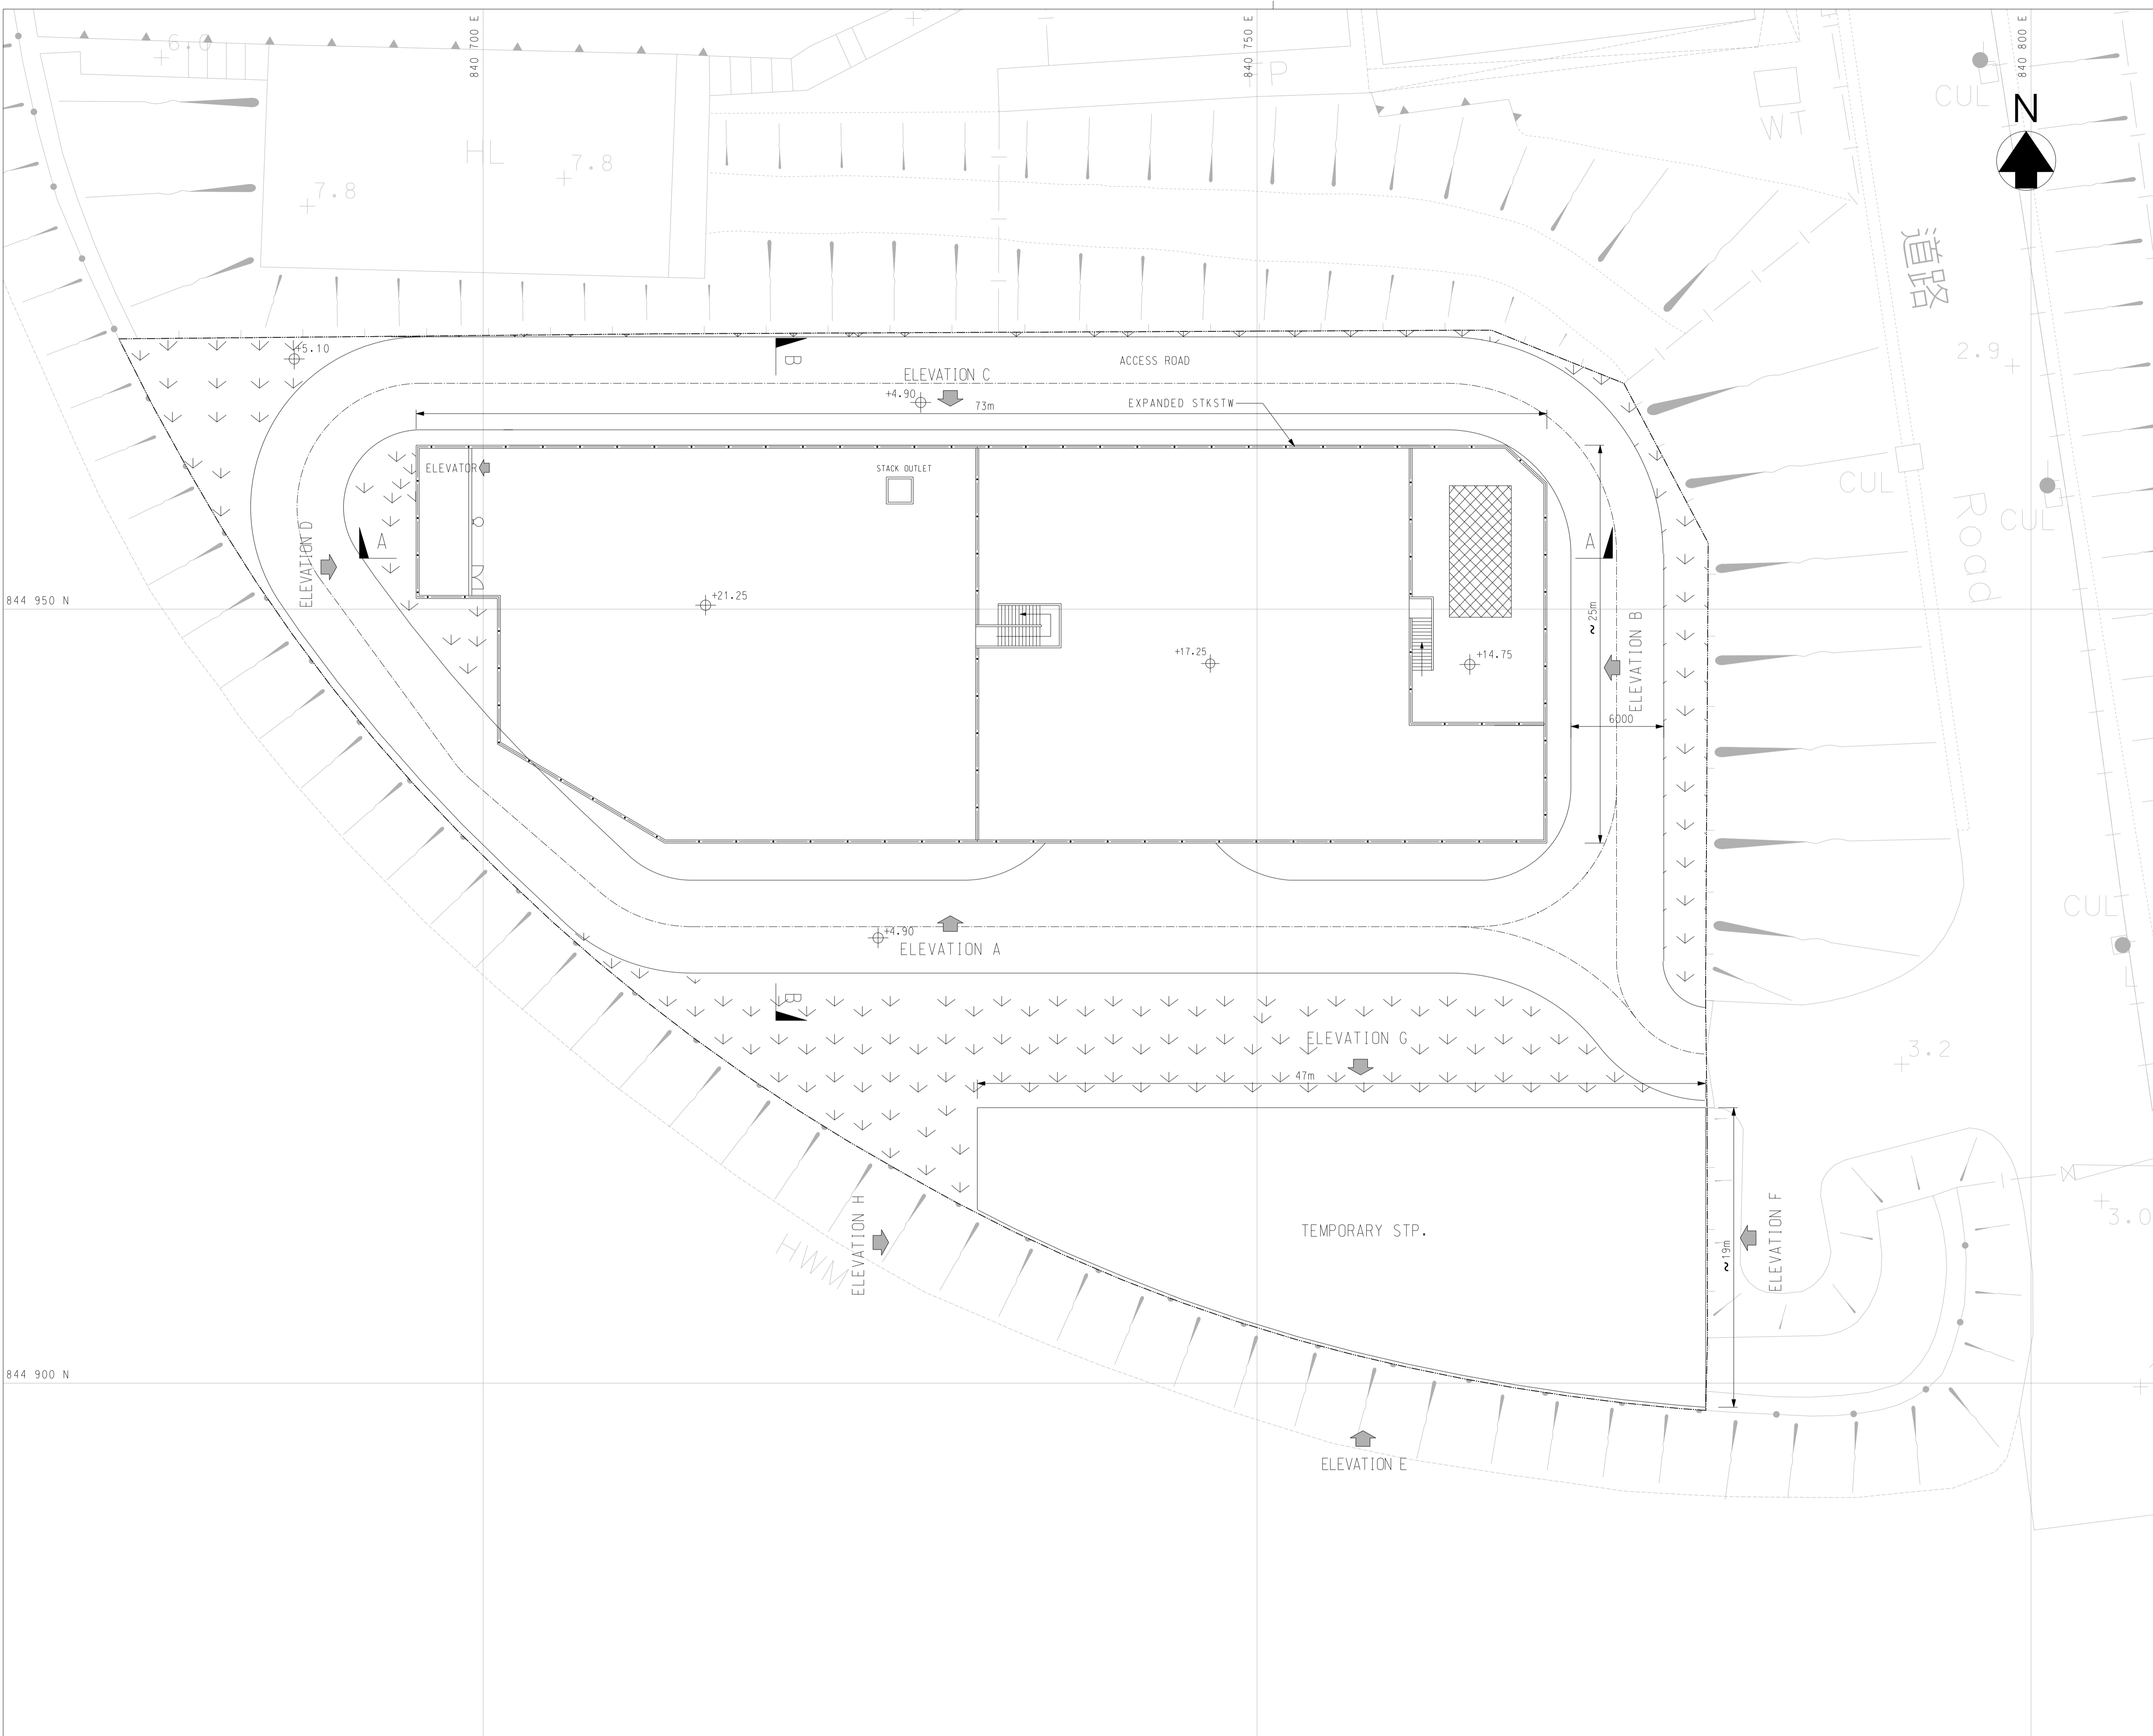 840 700 E
840 750 E
840 800 E
6.0
P
CUL
N
WT
HL
7.8
7.8
道路
+5.10
B
ACCESS ROAD
2.9
ELEVATION C
+4.90
73m
EXPANDED STKSTW
ELEVATOR
STACK OUTLET
CUL
Road
CUL
ELEVATION D
A
A
844 950 N
+21.25
~25m
ELEVATION B
+17.25
+14.75
6000
CUL
+4.90
ELEVATION A
B
ELEVATION G
3.2
47m
ELEVATION H
TEMPORARY STP.
ELEVATION F
~19m
3.0
HWM
844 900 N
ELEVATION E